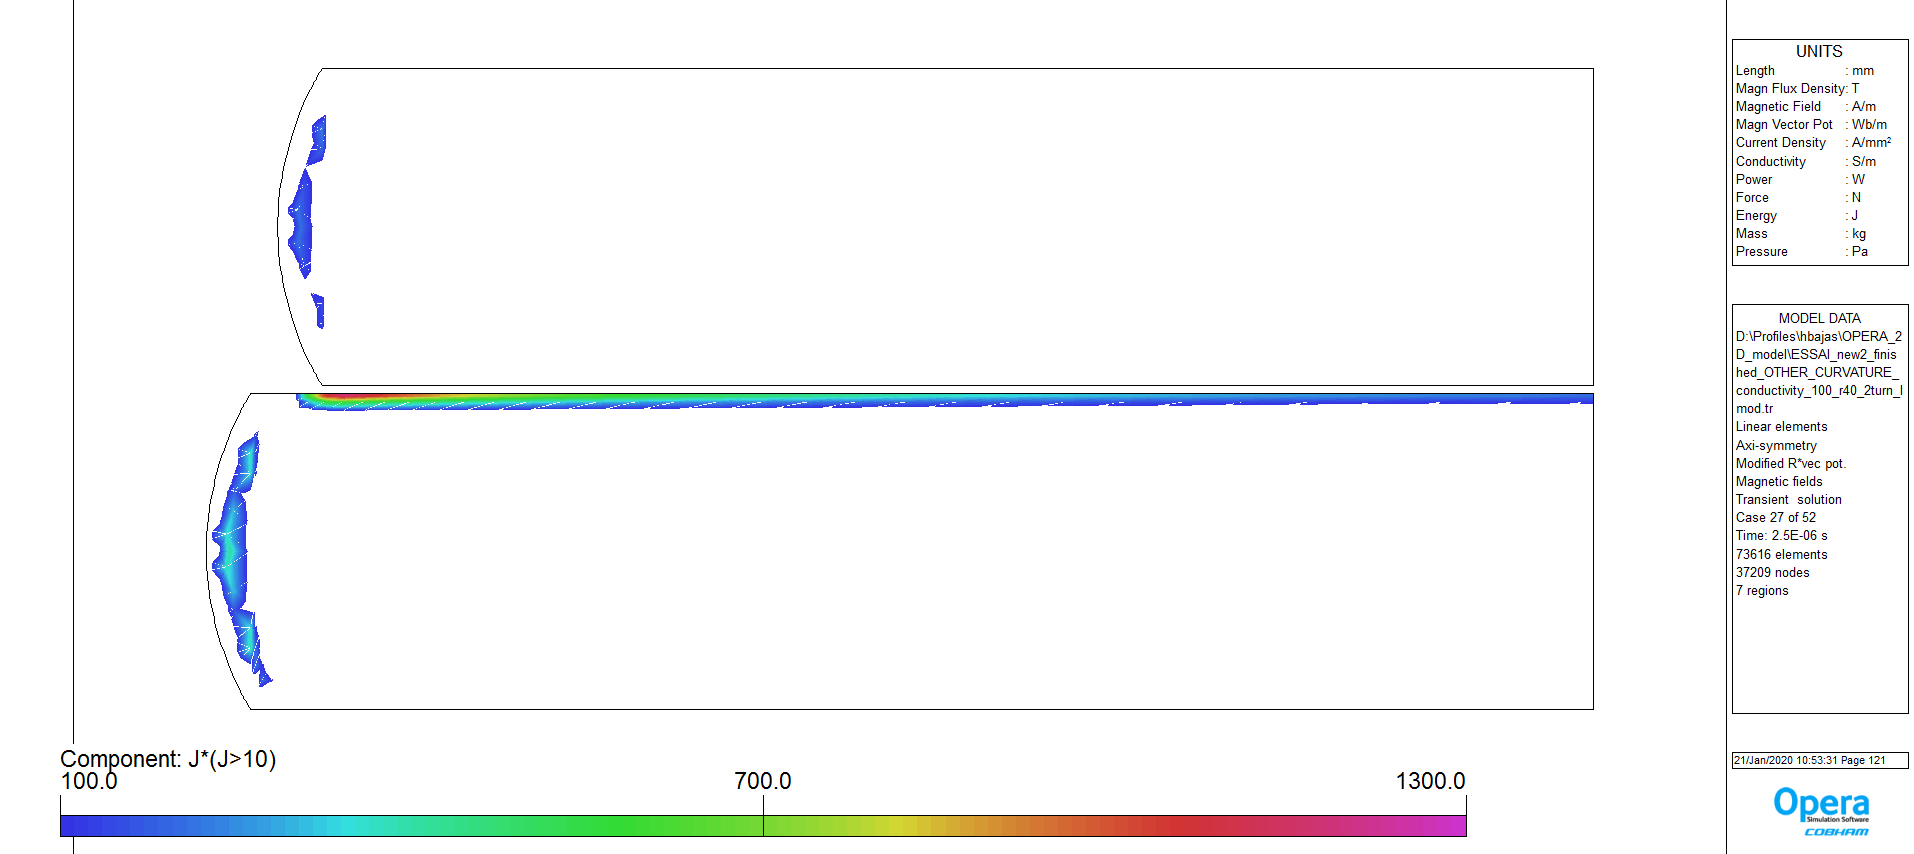 UNITS
Length : mm
Magn Flux Density: T
Magnetic Field : A/m
Magn Vector Pot : Wb/m
Current Density : A/mm²
Conductivity : S/m
Power : W
Force : N
Energy : J
Mass : kg
Pressure : Pa
MODEL DATA
D:\Profiles\hbajas\OPERA_2
D_model\ESSAI_new2_finis
hed_OTHER_CURVATURE_
conductivity_100_r40_2turn_l
mod.tr
Linear elements
Axi-symmetry
Modified R*vec pot.
Magnetic fields
Transient solution
Case 27 of 52
Time: 2.5E-06 s
73616 elements
37209 nodes
7 regions
Component: J*(J>10)
100.0 700.0 1300.0
21/Jan/2020 10:53:31 Page 121
Opera
Simulation Software
COBHAM